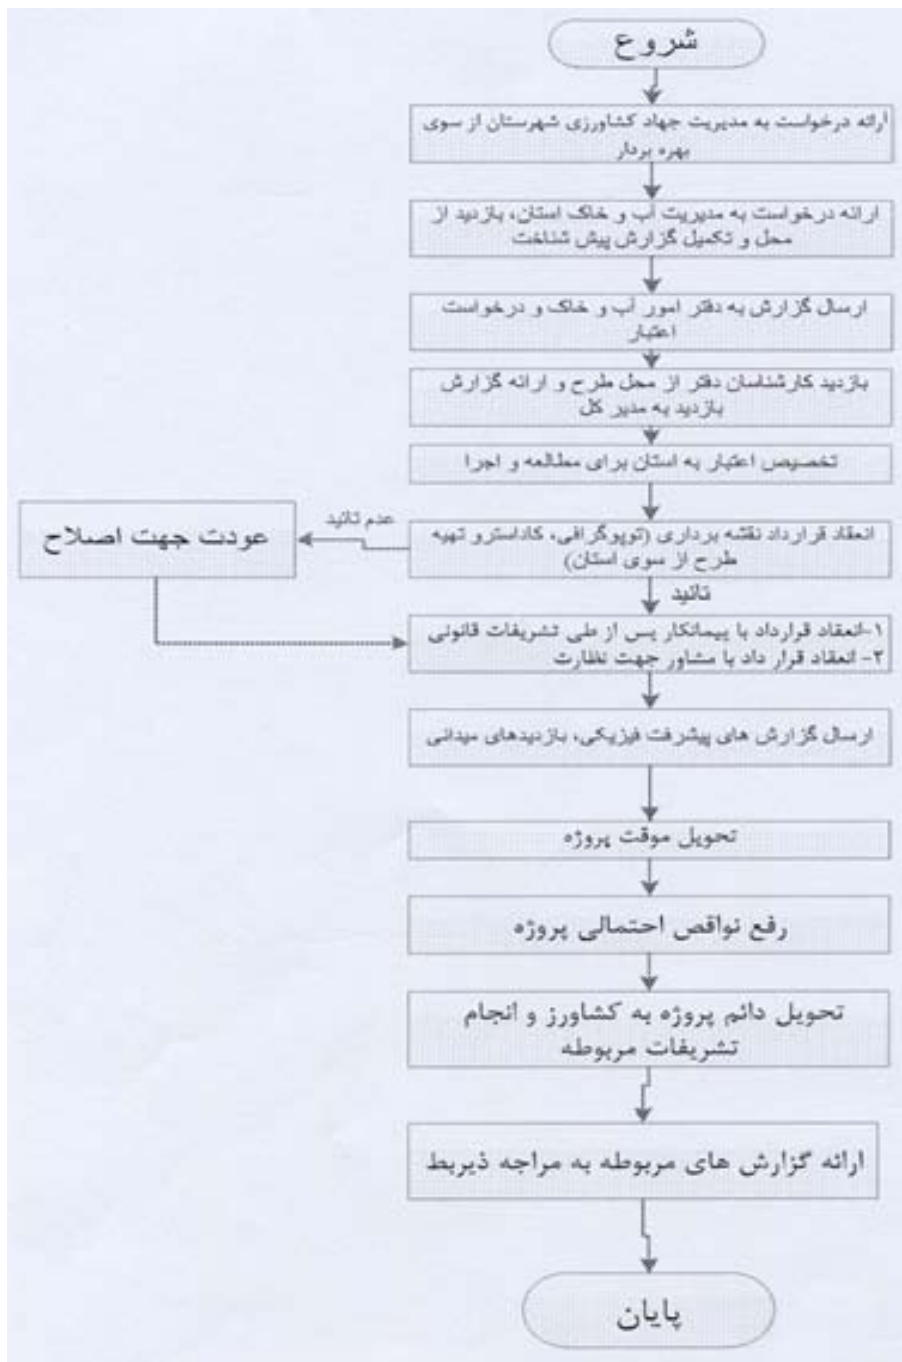 شروع
ارائه درخواست به مدیریت جهاد کشاورزی شهرستان از سوی
بهره بردار
ارائه درخواست به مدیریت آب و خاک استان، بازدید از
محل و تکمیل گزارش پیش شناخت
ارسال گزارش به دفتر امور آب و خاک و درخواست
اعتبار
بازدید کارشناسان دفتر از محل طرح و ارائه گزارش
بازدید به مدیر کل
تخصیص اعتبار به استان برای مطالعه و اجرا
انعقاد قرارداد نقشه برداری (توپوگرافی، کاداسترو تهیه
طرح از سوی استان)
عدم تائید
عودت جهت اصلاح
تائید
۱-انعقاد قرارداد با پیمانکار پس از طی تشریفات قانونی
۲- انعقاد قرار داد با مشاور جهت نظارت
ارسال گزارش های پیشرفت فیزیکی، بازدیدهای میدانی
تحویل موقت پروژه
رفع نواقص احتمالی پروژه
تحویل دائم پروژه به کشاورز و انجام
تشریفات مربوطه
ارائه گزارش های مربوطه به مراجه ذیربط
پایان